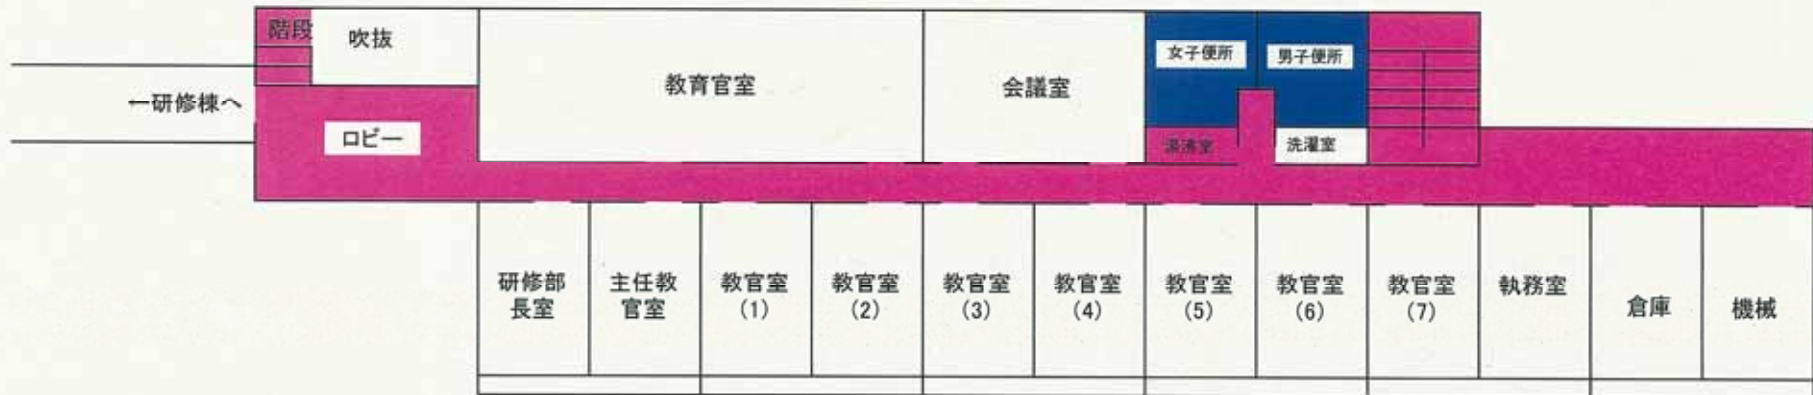 階段
吹抜
教育官室
会議室
女子便所
男子便所
←研修棟へ
ロビー
湯沸室
洗濯室
研修部
長室
主任教
官室
教官室
(1)
教官室
(2)
教官室
(3)
教官室
(4)
教官室
(5)
教官室
(6)
教官室
(7)
執務室
倉庫
機械